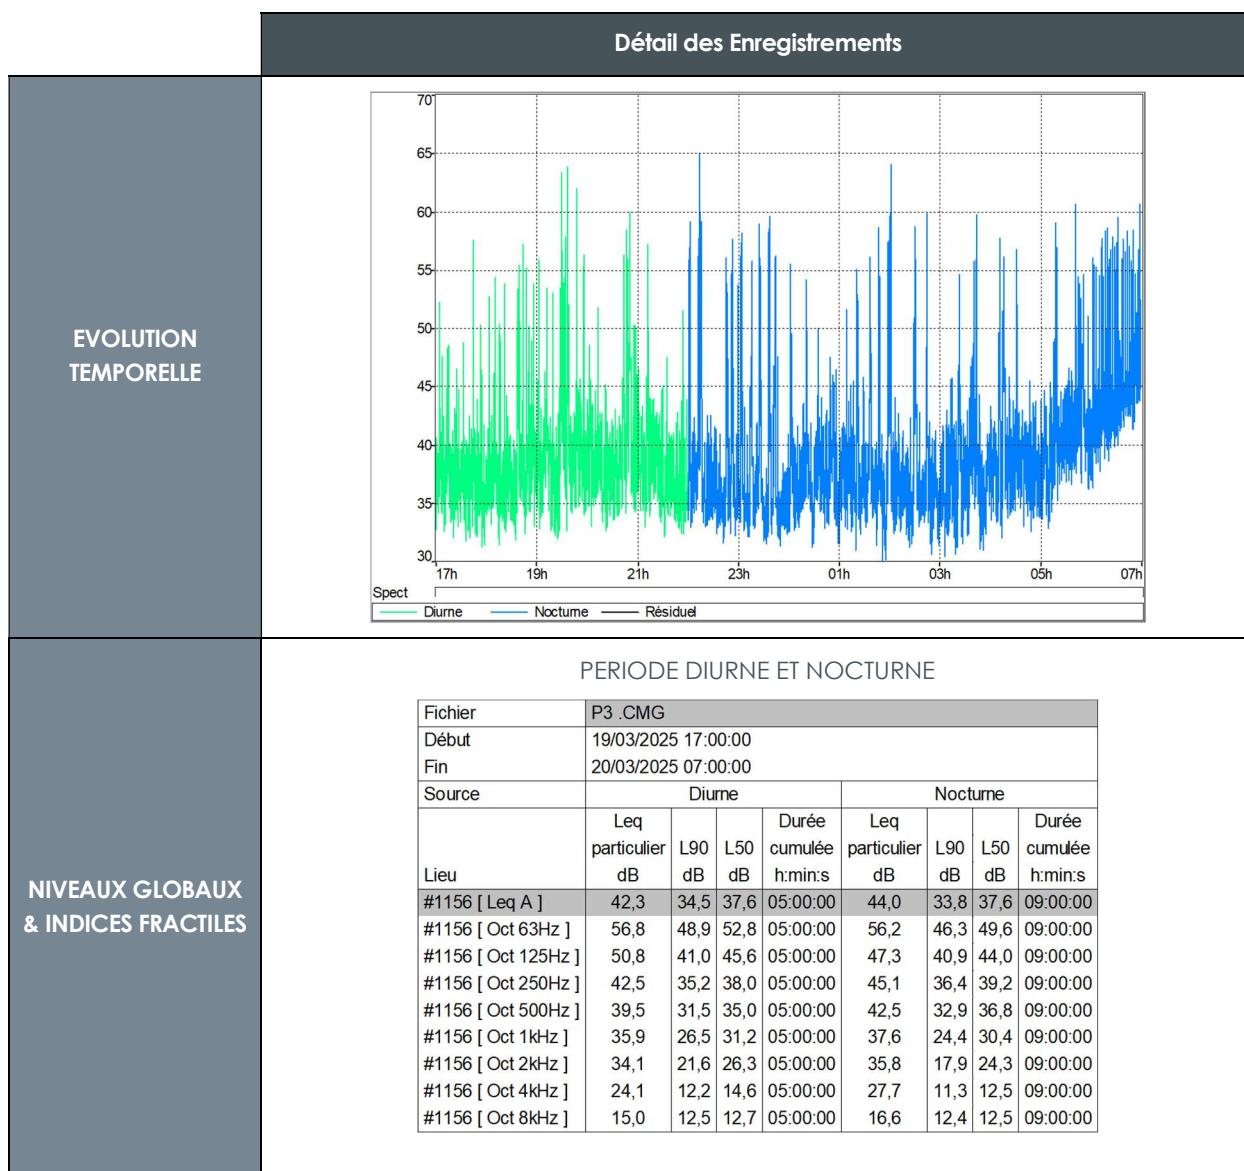 Détail des Enregistrements
EVOLUTION
TEMPORELLE
70
65
60
55
50
45
40
35
30
17h 19h 21h 23h 01h 03h 05h 07h
Spect
Diurne Nocturne Résiduel
NIVEAUX GLOBAUX
& INDICES FRACTILES
PERIODE DIURNE ET NOCTURNE
Fichier P3 .CMG
Début 19/03/2025 17:00:00
Fin 20/03/2025 07:00:00
Source Diurne Nocturne
Leq Durée Leq Durée
particulier L90 L50 cumulée particulier L90 L50 cumulée
Lieu dB dB dB h:min:s dB dB dB h:min:s
#1156 [ Leq A ] 42,3 34,5 37,6 05:00:00 44,0 33,8 37,6 09:00:00
#1156 [ Oct 63Hz ] 56,8 48,9 52,8 05:00:00 56,2 46,3 49,6 09:00:00
#1156 [ Oct 125Hz ] 50,8 41,0 45,6 05:00:00 47,3 40,9 44,0 09:00:00
#1156 [ Oct 250Hz ] 42,5 35,2 38,0 05:00:00 45,1 36,4 39,2 09:00:00
#1156 [ Oct 500Hz ] 39,5 31,5 35,0 05:00:00 42,5 32,9 36,8 09:00:00
#1156 [ Oct 1kHz ] 35,9 26,5 31,2 05:00:00 37,6 24,4 30,4 09:00:00
#1156 [ Oct 2kHz ] 34,1 21,6 26,3 05:00:00 35,8 17,9 24,3 09:00:00
#1156 [ Oct 4kHz ] 24,1 12,2 14,6 05:00:00 27,7 11,3 12,5 09:00:00
#1156 [ Oct 8kHz ] 15,0 12,5 12,7 05:00:00 16,6 12,4 12,5 09:00:00